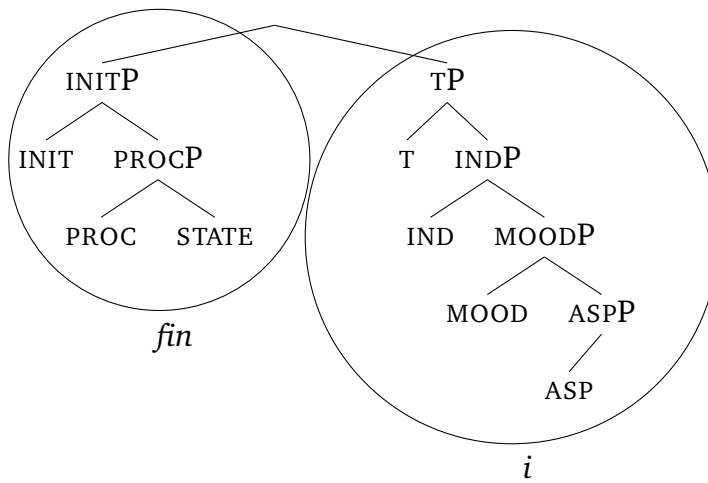 INITP TP
INIT PROCP T INDP
PROC STATE IND MOODP
MOOD ASPP
fin
ASP
i